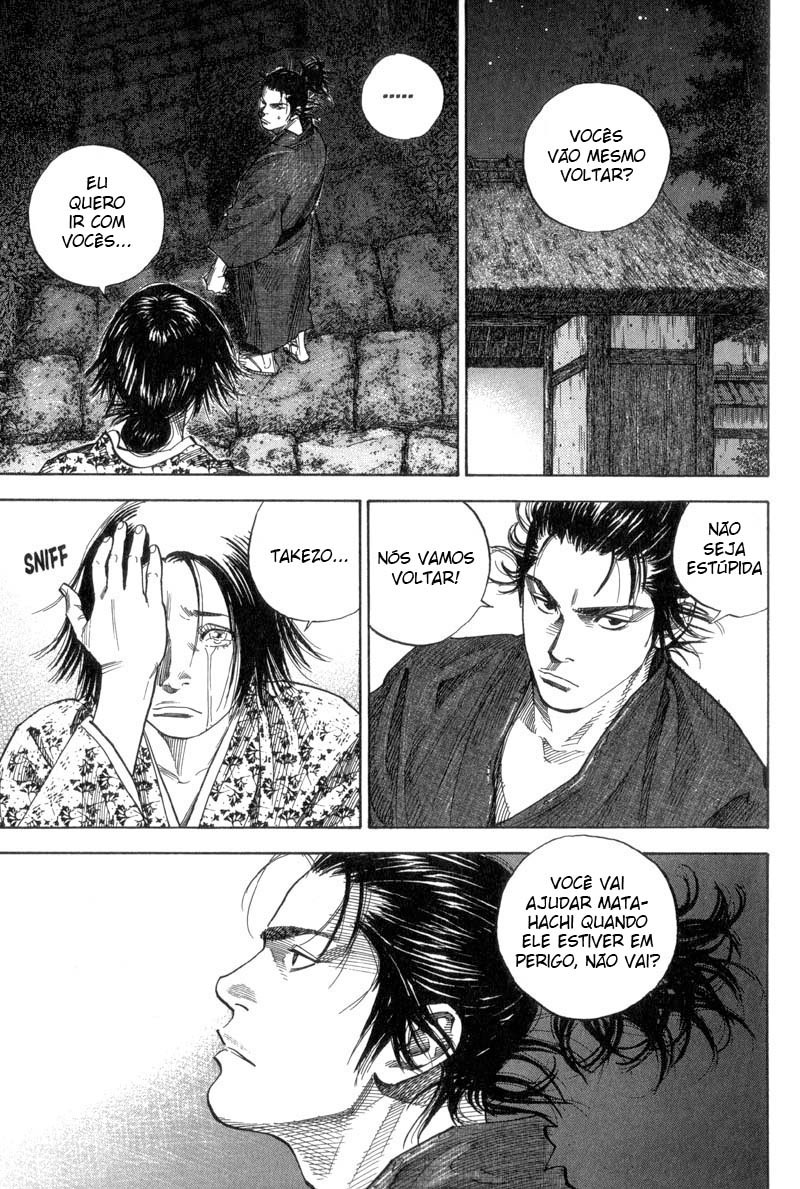 VOCÊS
VÃO MESMO
VOLTAR?
-----
EU
QUERO
IR COM
VOCÊS...
NÃO
SEJA
ESTÚPIDA
NÓS VAMOS
VOLTAR!
TAKEZO...
SNIFF
VOCÊ VAI
AJUDAR MATA-
HACHI QUANDO
ELE ESTIVER EM
PERIGO, NÃO VAI?